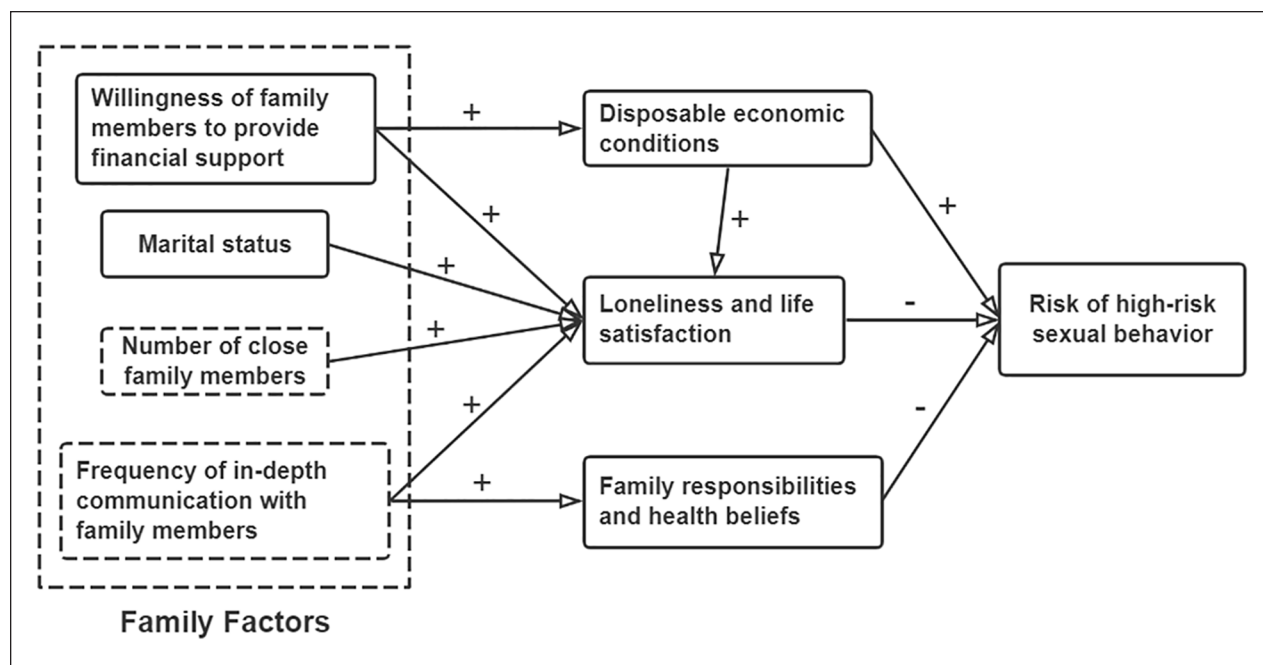 Willingness of family
members to provide
financial support
+
Disposable economic
conditions
+
+
+
Marital status
+
Number of close
family members
+
Loneliness and life
satisfaction
-
Risk of high-risk
sexual behavior
+
-
Frequency of in-depth
communication with
family members
+
Family responsibilities
and health beliefs
Family Factors